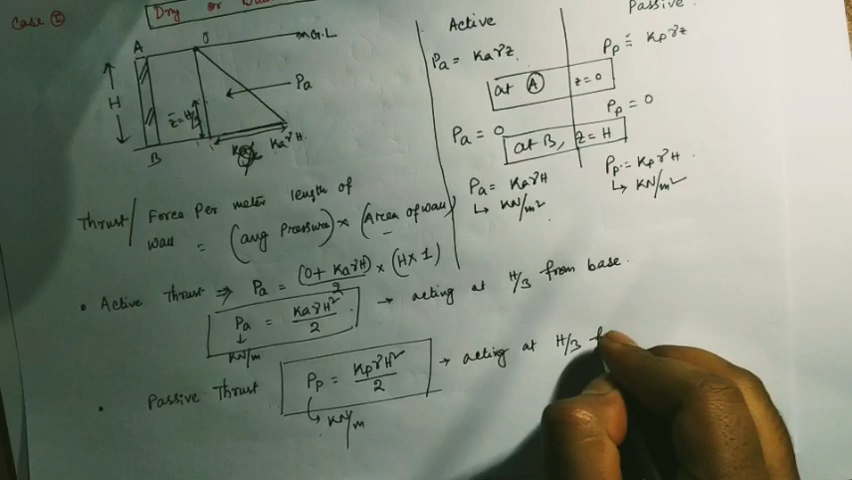 Case I
Dry or
Active
Passive
A
O
G.L
H
Pa
z̄ = H/3
Kaγ H
B
Pa = Kaγz
Pp = Kpγz
at A z = 0
Pa = 0
Pp = 0
at B, z = H
Pa = KaγH
Pp = KpγH
↳ KN/m²
↳ KN/m²
Thrust / Force Per meter length of
wall = (avg Pressure) × (Area of wall)
• Active Thrust ⇒ Pa = (0 + KaγH)/2 × (H × 1)
Pa = KaγH²/2 → acting at H/3 from base.
↓
KN/m
• Passive Thrust Pp = KpγH²/2 → acting at H/3 f
↳ KN/m